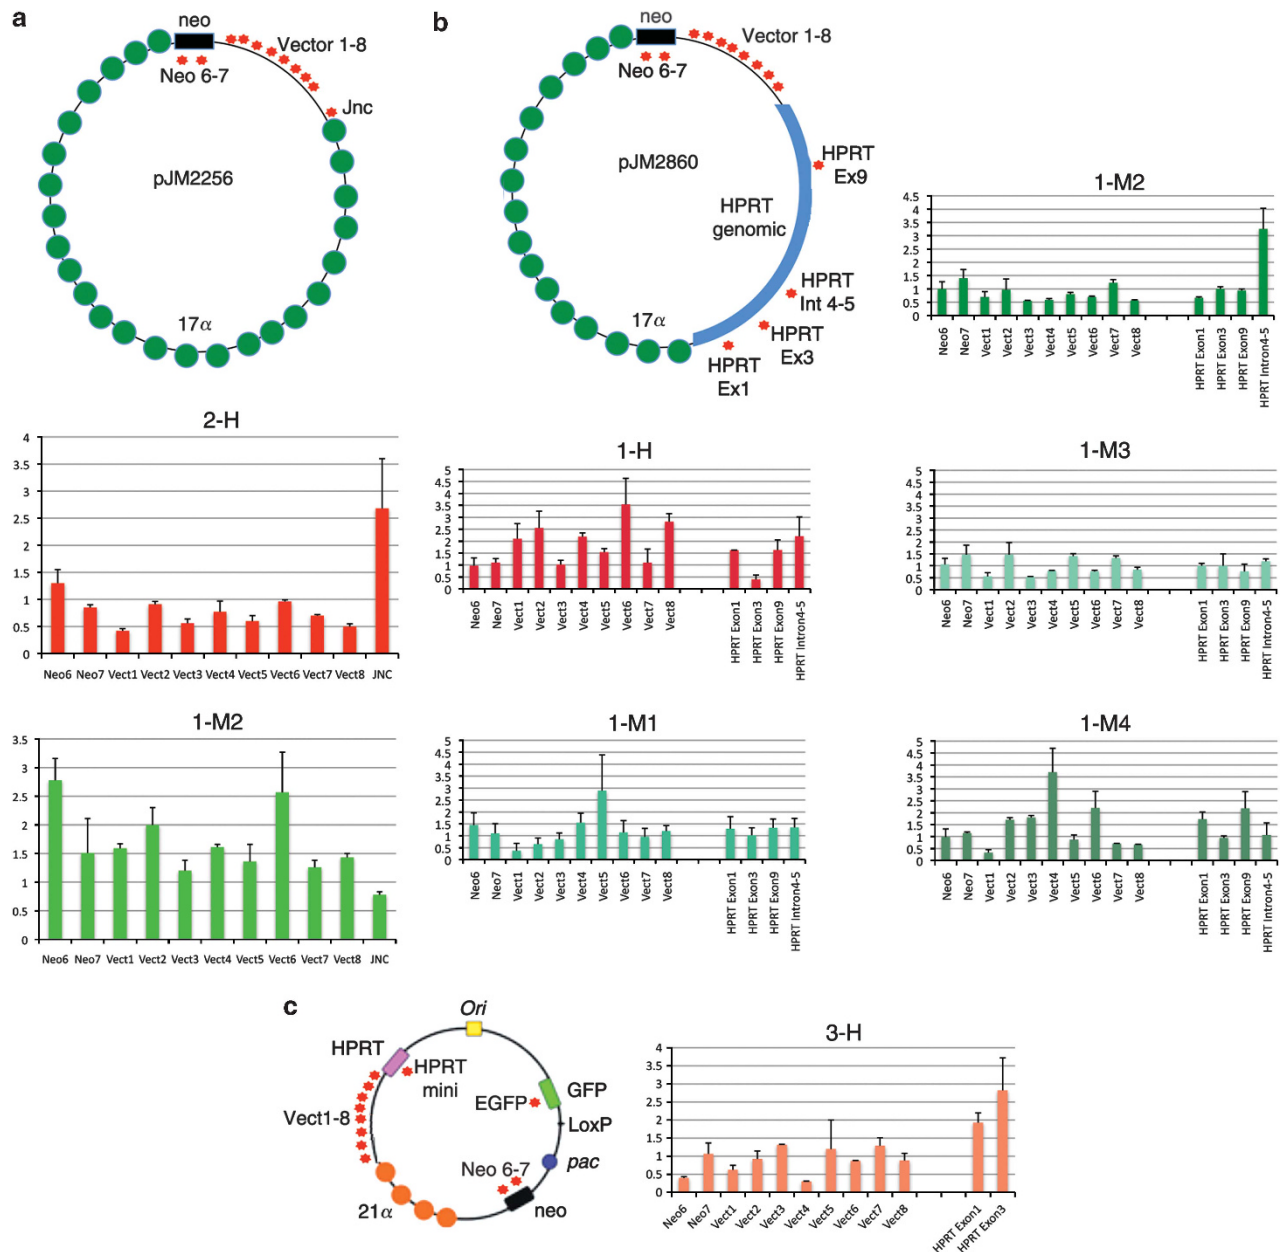 a
neo
Vector 1-8
Neo 6-7
Jnc
pJM2256
17α
b
neo
Vector 1-8
Neo 6-7
pJM2860
HPRT
Ex9
HPRT
genomic
HPRT
Int 4-5
17α
HPRT
Ex3
HPRT
Ex1
1-M2
4.5
4
3.5
3
2.5
2
1.5
1
0.5
0
Neo6
Neo7
Vect1
Vect2
Vect3
Vect4
Vect5
Vect6
Vect7
Vect8
HPRT Exon1
HPRT Exon3
HPRT Exon9
HPRT Intron4-5
2-H
4
3.5
3
2.5
2
1.5
1
0.5
0
Neo6 Neo7 Vect1 Vect2 Vect3 Vect4 Vect5 Vect6 Vect7 Vect8 JNC
1-H
5
4.5
4
3.5
3
2.5
2
1.5
1
0.5
0
Neo6
Neo7
Vect1
Vect2
Vect3
Vect4
Vect5
Vect6
Vect7
Vect8
HPRT Exon1
HPRT Exon3
HPRT Exon9
HPRT Intron4-5
1-M3
5
4.5
4
3.5
3
2.5
2
1.5
1
0.5
0
Neo6
Neo7
Vect1
Vect2
Vect3
Vect4
Vect5
Vect6
Vect7
Vect8
HPRT Exon1
HPRT Exon3
HPRT Exon9
HPRT Intron4-5
1-M2
3.5
3
2.5
2
1.5
1
0.5
0
Neo6 Neo7 Vect1 Vect2 Vect3 Vect4 Vect5 Vect6 Vect7 Vect8 JNC
1-M1
5
4.5
4
3.5
3
2.5
2
1.5
1
0.5
0
Neo6
Neo7
Vect1
Vect2
Vect3
Vect4
Vect5
Vect6
Vect7
Vect8
HPRT Exon1
HPRT Exon3
HPRT Exon9
HPRT Intron4-5
1-M4
5
4.5
4
3.5
3
2.5
2
1.5
1
0.5
0
Neo6
Neo7
Vect1
Vect2
Vect3
Vect4
Vect5
Vect6
Vect7
Vect8
HPRT Exon1
HPRT Exon3
HPRT Exon9
HPRT Intron4-5
c
Ori
HPRT
HPRT
mini
GFP
EGFP
LoxP
Vect1-8
pac
Neo 6-7
neo
21α
3-H
4
3.5
3
2.5
2
1.5
1
0.5
0
Neo6
Neo7
Vect1
Vect2
Vect3
Vect4
Vect5
Vect6
Vect7
Vect8
HPRT Exon1
HPRT Exon3